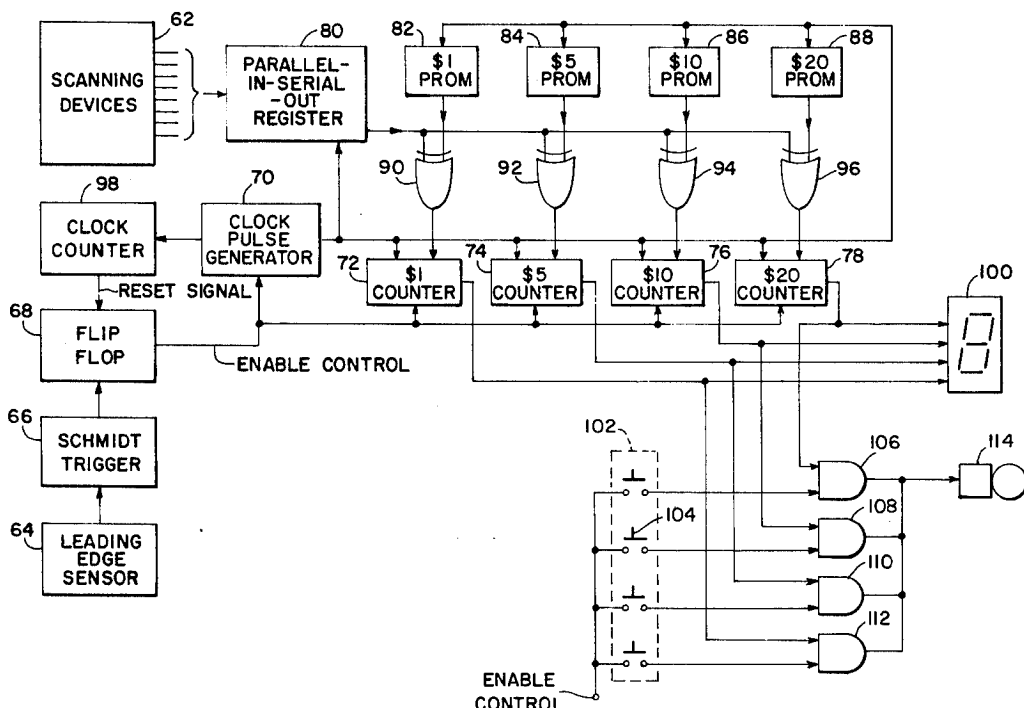 62
SCANNING
DEVICES
80
PARALLEL-
IN-SERIAL
-OUT
REGISTER
82
$1
PROM
84
$5
PROM
86
$10
PROM
88
$20
PROM
90
92
94
96
98
CLOCK
COUNTER
70
CLOCK
PULSE
GENERATOR
72
$1
COUNTER
74
$5
COUNTER
76
$10
COUNTER
78
$20
COUNTER
100
RESET SIGNAL
68
FLIP
FLOP
ENABLE CONTROL
66
SCHMIDT
TRIGGER
64
LEADING
EDGE
SENSOR
102
104
106
108
110
112
114
ENABLE
CONTROL